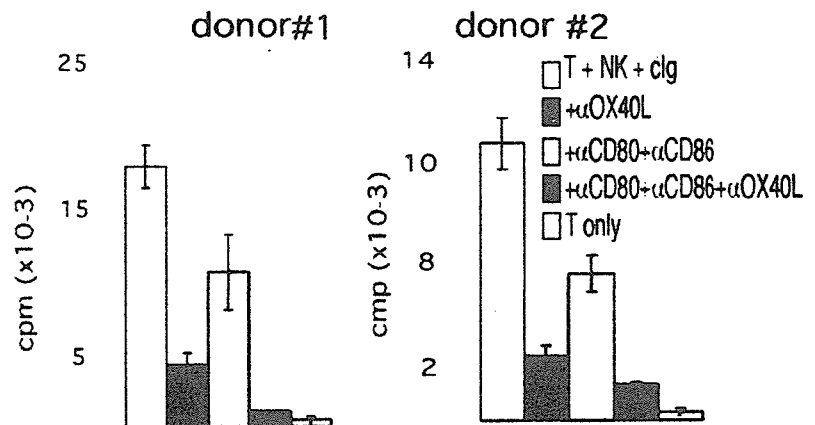 donor#1
25
15
5
cpm (x10-3)
donor #2
14
10
8
2
cmp (x10-3)
T + NK + cIg
+αOX40L
+αCD80+αCD86
+αCD80+αCD86+αOX40L
T only